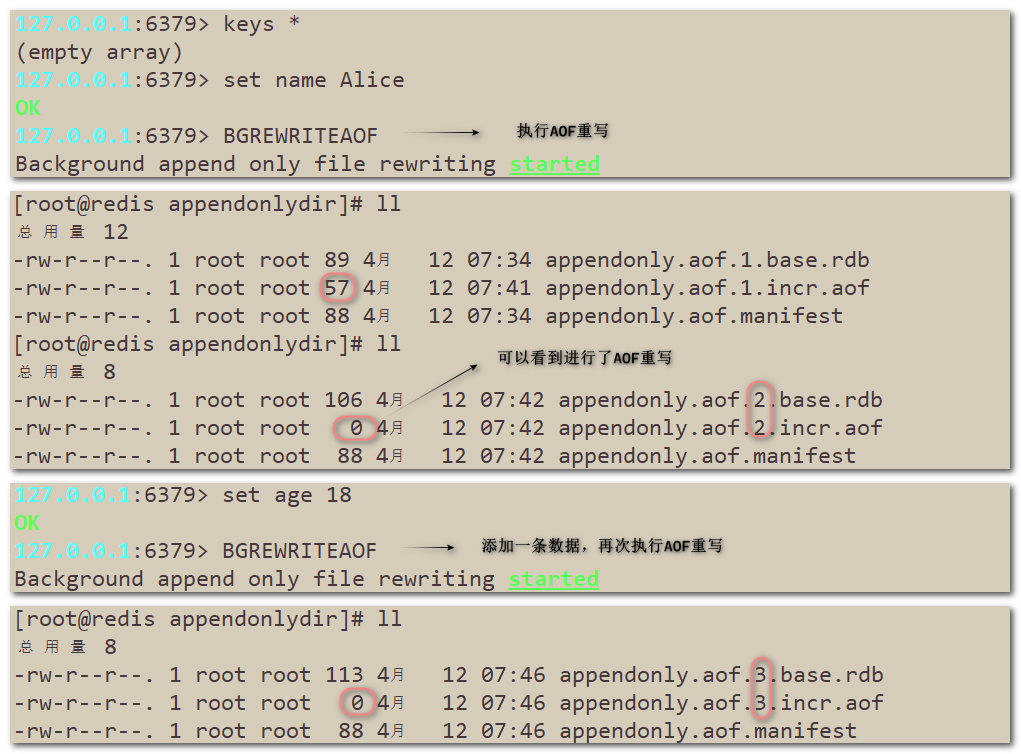 127.0.0.1:6379> keys *
(empty array)
127.0.0.1:6379> set name Alice
OK
127.0.0.1:6379> BGREWRITEAOF 执行AOF重写
Background append only file rewriting started
[root@redis appendonlydir]# ll
总用量 12
-rw-r--r--. 1 root root 89 4月 12 07:34 appendonly.aof.1.base.rdb
-rw-r--r--. 1 root root 57 4月 12 07:41 appendonly.aof.1.incr.aof
-rw-r--r--. 1 root root 88 4月 12 07:34 appendonly.aof.manifest
[root@redis appendonlydir]# ll
可以看到进行了AOF重写
总用量 8
-rw-r--r--. 1 root root 106 4月 12 07:42 appendonly.aof.2.base.rdb
-rw-r--r--. 1 root root 0 4月 12 07:42 appendonly.aof.2.incr.aof
-rw-r--r--. 1 root root 88 4月 12 07:42 appendonly.aof.manifest
127.0.0.1:6379> set age 18
OK
127.0.0.1:6379> BGREWRITEAOF 添加一条数据，再次执行AOF重写
Background append only file rewriting started
[root@redis appendonlydir]# ll
总用量 8
-rw-r--r--. 1 root root 113 4月 12 07:46 appendonly.aof.3.base.rdb
-rw-r--r--. 1 root root 0 4月 12 07:46 appendonly.aof.3.incr.aof
-rw-r--r--. 1 root root 88 4月 12 07:46 appendonly.aof.manifest